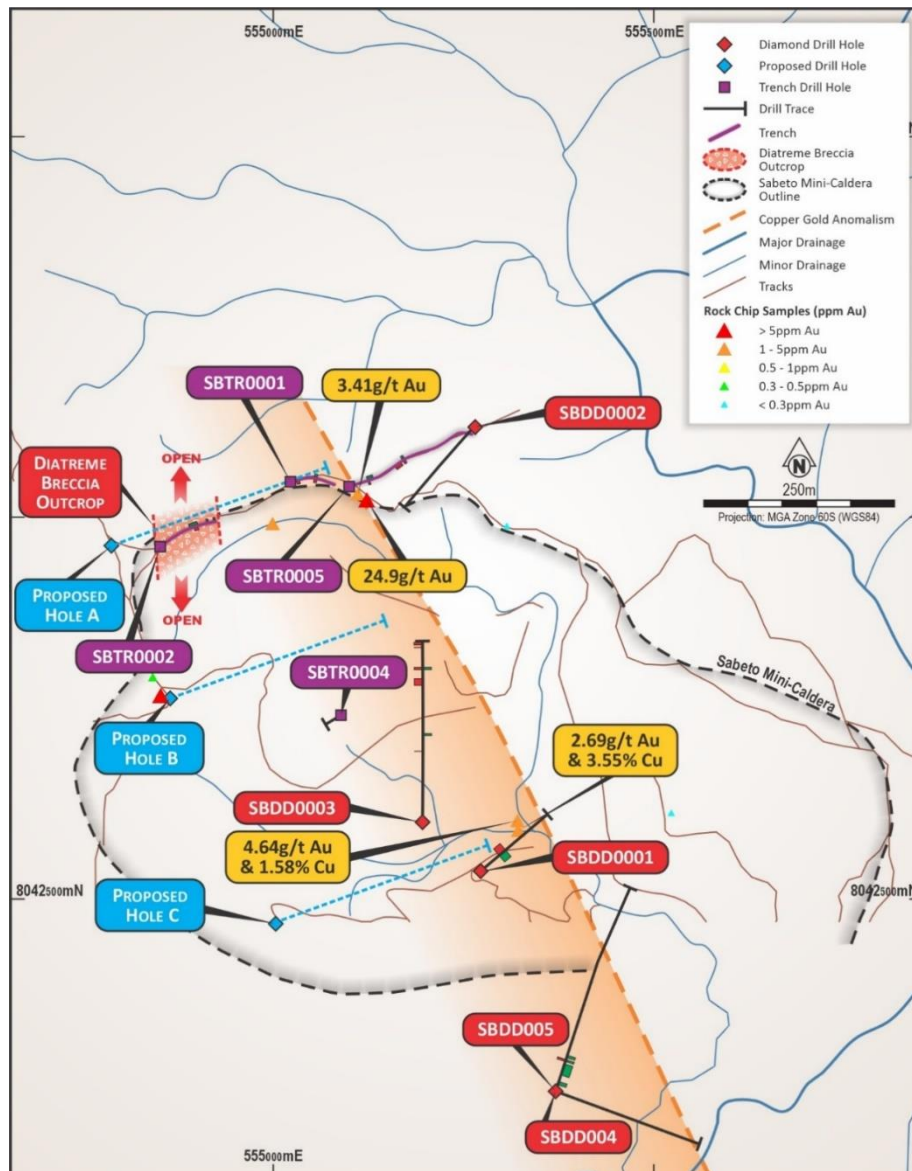 555000mE
555500mE
Diamond Drill Hole
Proposed Drill Hole
Trench Drill Hole
Drill Trace
Trench
Diatreme Breccia
Outcrop
Sabeto Mini-Caldera
Outline
Copper Gold Anomalism
Major Drainage
Minor Drainage
Tracks
Rock Chip Samples (ppm Au)
> 5ppm Au
1 - 5ppm Au
0.5 - 1ppm Au
0.3 - 0.5ppm Au
< 0.3ppm Au
N
250m
Projection: MGA Zone 60S (WGS84)
SBTR0001
3.41g/t Au
SBDD0002
DIATREME
BRECCIA
OUTCROP
OPEN
PROPOSED
HOLE A
SBTR0005
24.9g/t Au
OPEN
SBTR0002
SBTR0004
Sabeto Mini-Caldera
PROPOSED
HOLE B
2.69g/t Au
& 3.55% Cu
SBDD0003
4.64g/t Au
& 1.58% Cu
SBDD0001
8042500mN
8042500mN
PROPOSED
HOLE C
SBDD005
SBDD004
555000mE